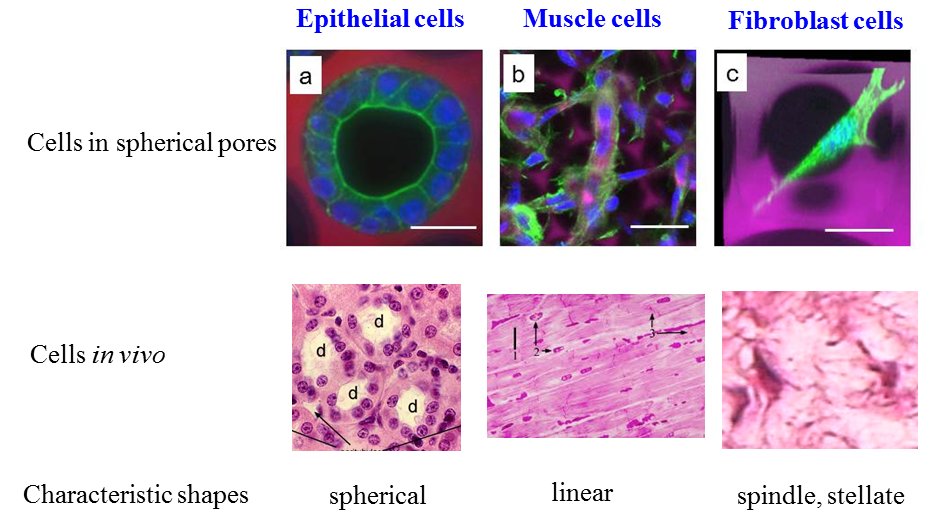 Epithelial cells Muscle cells Fibroblast cells
a b c
Cells in spherical pores
d
d
d
d
1 2 3
Cells in vivo
Characteristic shapes spherical linear spindle, stellate